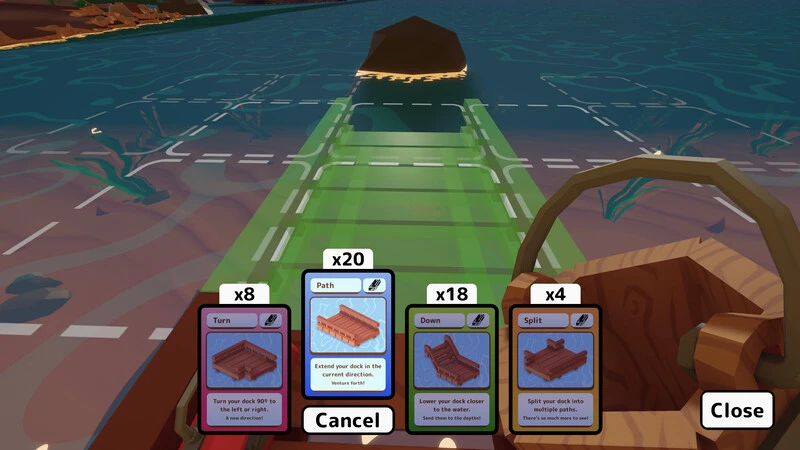 x8
Turn
Turn your dock 90º to
the left or right.
A new direction!
x20
Path
Extend your dock in the
current direction.
Venture forth!
Cancel
x18
Down
Lower your dock closer
to the water.
Send them to the depths!
x4
Split
Split your dock into
multiple paths.
There's so much more to see!
Close